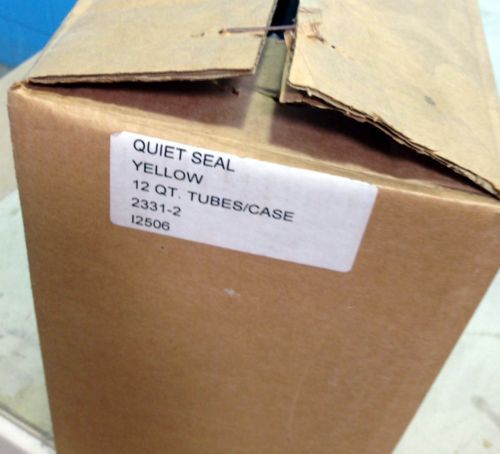 QUIET SEAL
YELLOW
12 QT. TUBES/CASE
2331-2
I2506